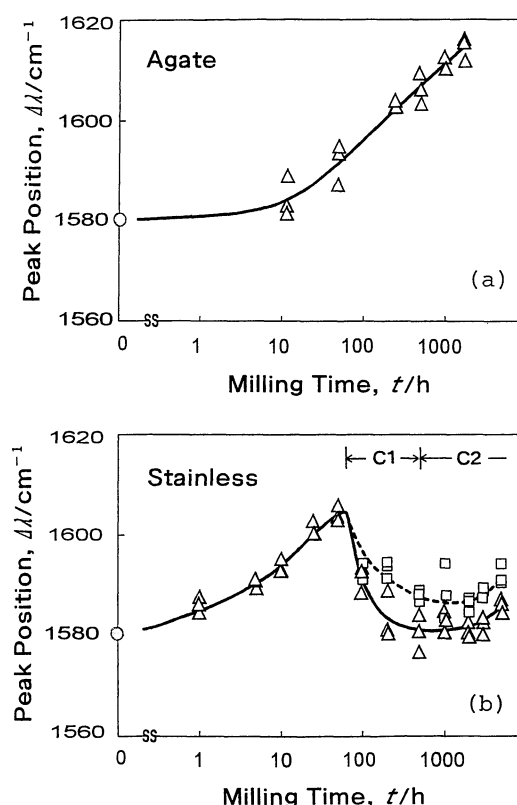 1620
Agate
1600
1580
(a)
1560
Peak Position, Δλ/cm⁻¹
0 1 10 100 1000
Milling Time, t/h
1620
Stainless
C1 C2
1600
1580
(b)
1560
Peak Position, Δλ/cm⁻¹
0 1 10 100 1000
Milling Time, t/h